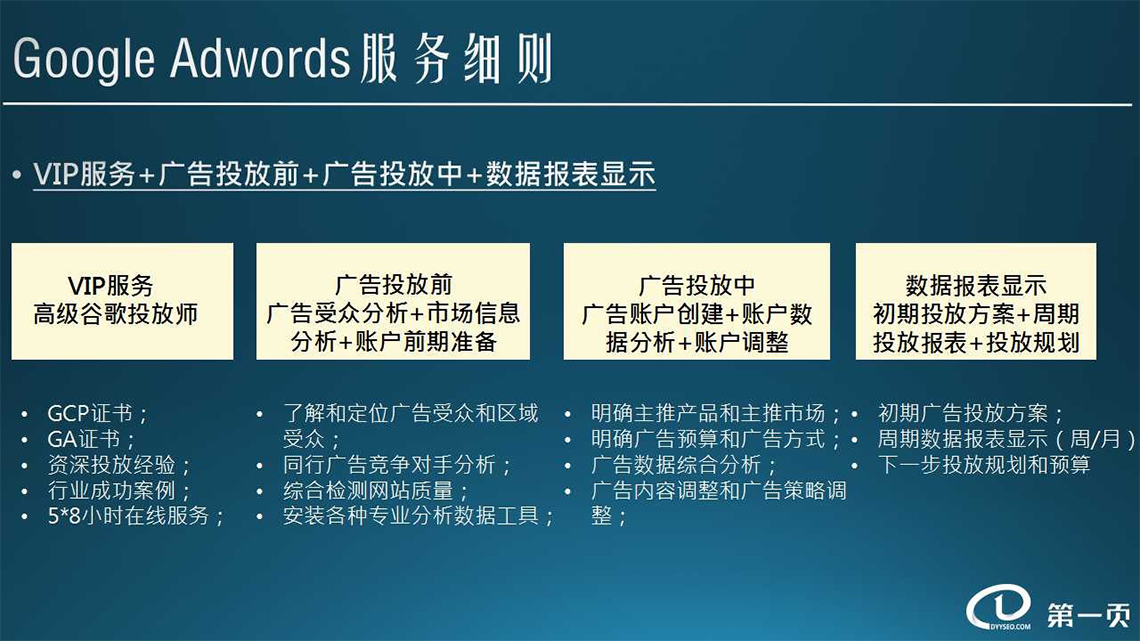 Google Adwords服务细则
• VIP服务+广告投放前+广告投放中+数据报表显示
VIP服务
高级谷歌投放师
广告投放前
广告受众分析+市场信息
分析+账户前期准备
广告投放中
广告账户创建+账户数
据分析+账户调整
数据报表显示
初期投放方案+周期
投放报表+投放规划
• GCP证书；
• GA证书；
• 资深投放经验；
• 行业成功案例；
• 5*8小时在线服务；
• 了解和定位广告受众和区域
受众；
• 同行广告竞争对手分析；
• 综合检测网站质量；
• 安装各种专业分析数据工具；
• 明确主推产品和主推市场；
• 明确广告预算和广告方式；
• 广告数据综合分析；
• 广告内容调整和广告策略调
整；
• 初期广告投放方案；
• 周期数据报表显示（周/月）
• 下一步投放规划和预算
DYYSEO.COM
第一页